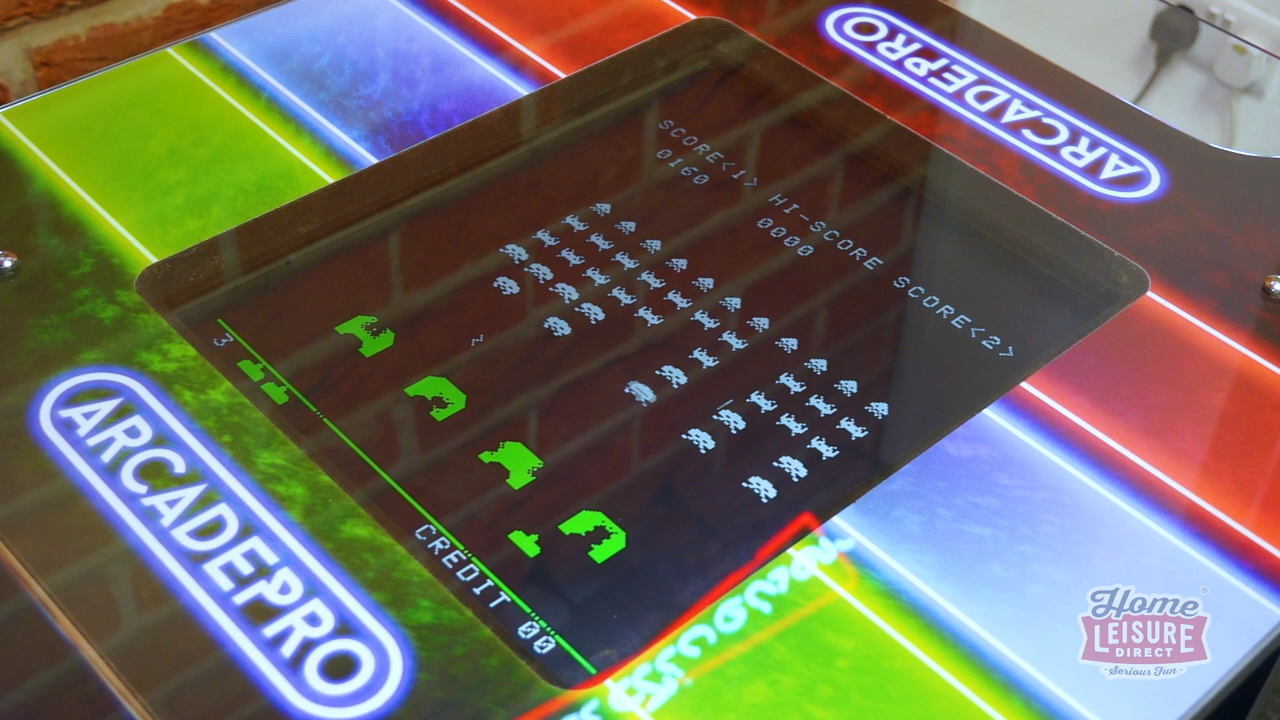 ARCADEPRO
SCORE<1> HI-SCORE SCORE<2>
0160 0000
3
CREDIT 00
ARCADEPRO
Home
LEISURE
DIRECT
-Serious Fun-